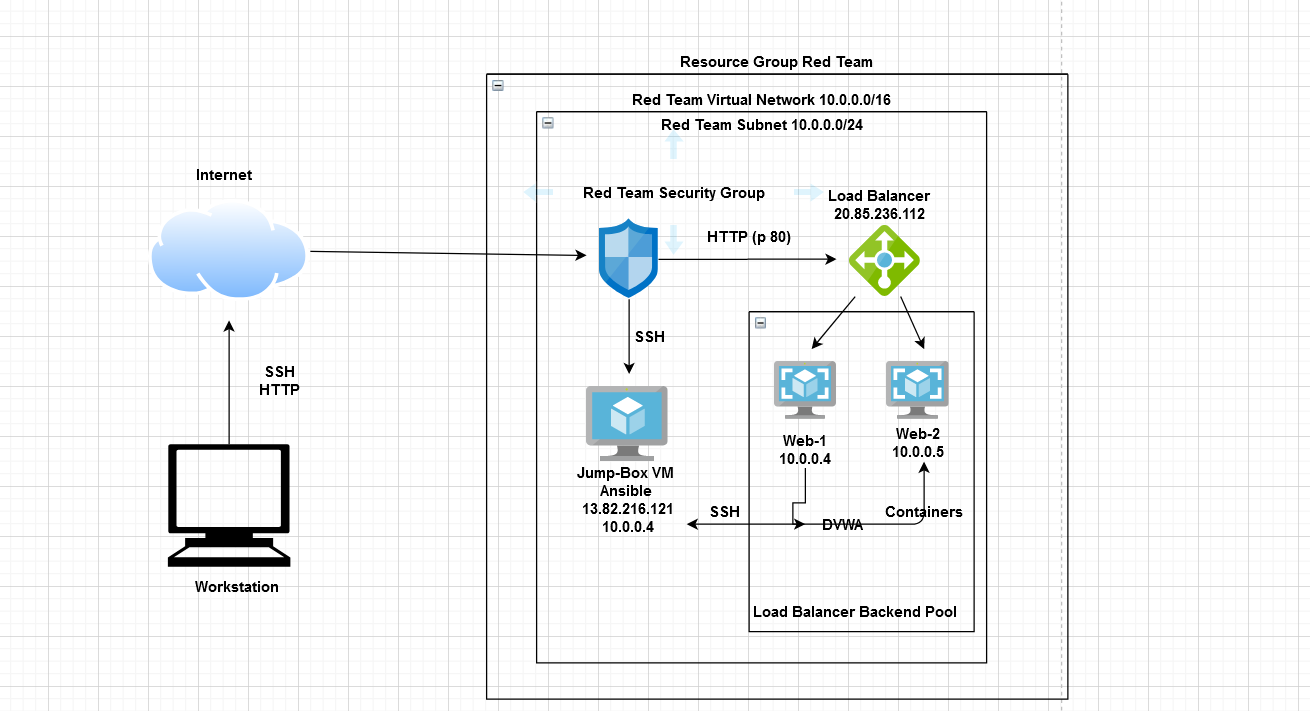 Resource Group Red Team
Red Team Virtual Network 10.0.0.0/16
Red Team Subnet 10.0.0.0/24
Internet
Red Team Security Group
Load Balancer
20.85.236.112
HTTP (p 80)
SSH
SSH
HTTP
Web-1
10.0.0.4
Web-2
10.0.0.5
Jump-Box VM
Ansible
13.82.216.121
10.0.0.4
SSH
DVWA
Containers
Workstation
Load Balancer Backend Pool